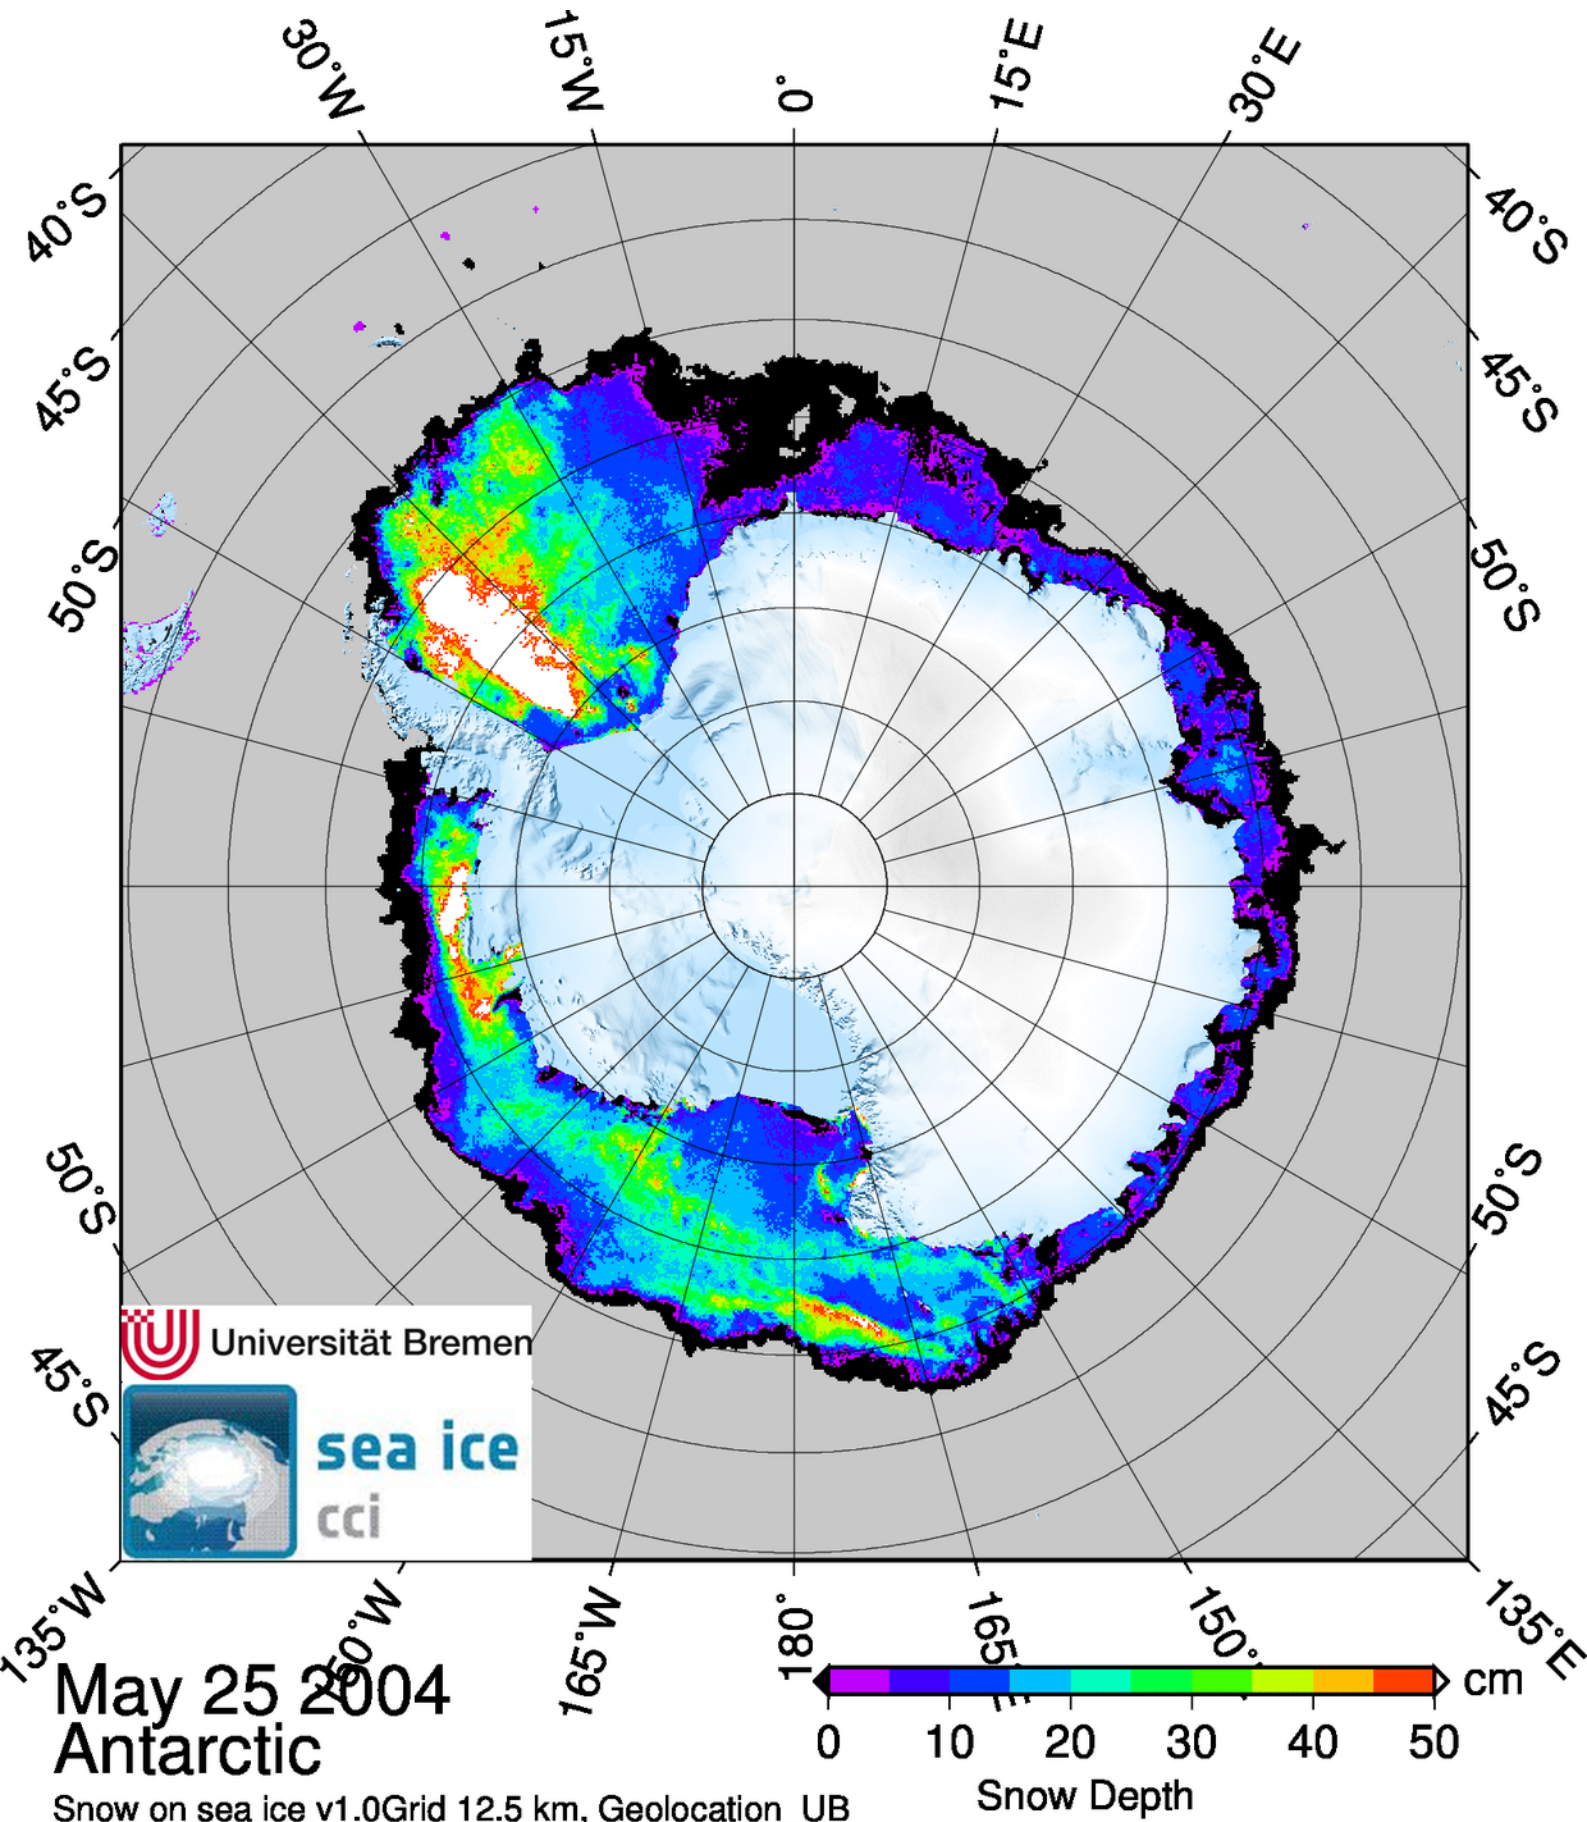 30°W 15°W 0° 15°E 30°E
40°S 40°S
45°S 45°S
50°S 50°S
50°S 50°S
45°S 45°S
Universität Bremen
sea ice
cci
135°W 165°W 180° 165 150° 135°E
May 25 2004
Antarctic
Snow on sea ice v1.0Grid 12.5 km, Geolocation UB
cm
0 10 20 30 40 50
Snow Depth